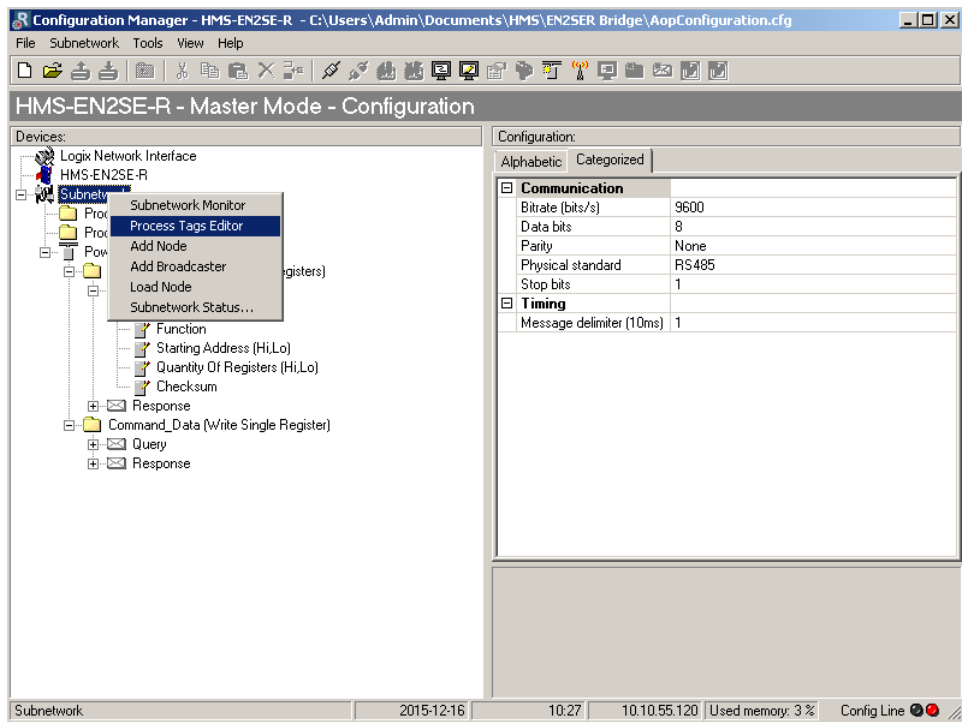 Configuration Manager - HMS-EN2SE-R - C:\Users\Admin\Documents\HMS\EN2SER Bridge\AopConfiguration.cfg
File Subnetwork Tools View Help
HMS-EN2SE-R - Master Mode - Configuration
Devices:
Logix Network Interface
HMS-EN2SE-R
Subnetw
Proc
Proc
Pow
egisters)
Subnetwork Monitor
Process Tags Editor
Add Node
Add Broadcaster
Load Node
Subnetwork Status...
Function
Starting Address (Hi,Lo)
Quantity Of Registers (Hi,Lo)
Checksum
Response
Command_Data (Write Single Register)
Query
Response
Configuration:
Alphabetic Categorized
Communication
Bitrate (bits/s) 9600
Data bits 8
Parity None
Physical standard RS485
Stop bits 1
Timing
Message delimiter (10ms) 1
Subnetwork 2015-12-16 10:27 10.10.55.120 Used memory: 3 % Config Line